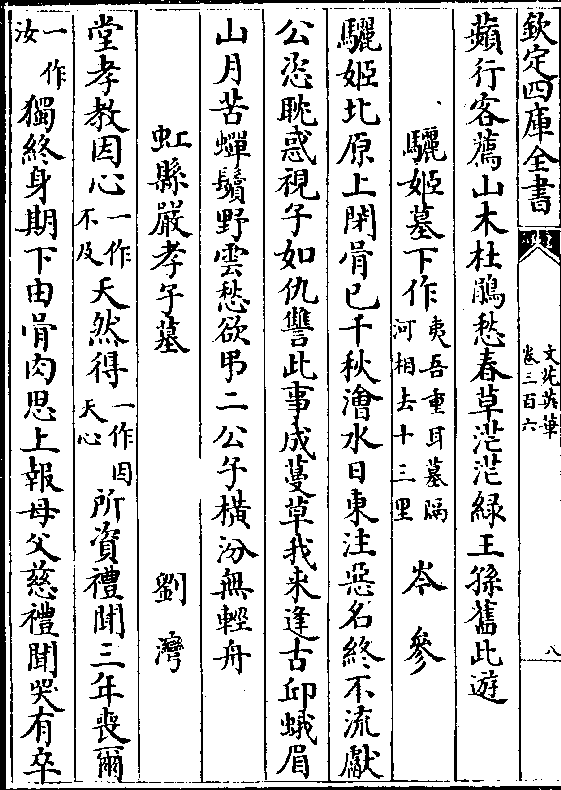 欽定四庫全書
文苑英華
卷三百六
八
蘋行客薦山木杜鵑愁春草茫茫緑王孫舊此遊
驪姬墓下作夷吾重耳墓隔河相去十三里 岑參
驪姬北原上閉骨已千秋澮水日東注惡名終不流獻
公恣耽惑視子如仇讐此事成蔓草我来逢古邱蛾眉
山月苦蟬鬢野雲愁欲弔二公子橫汾無輕舟
虹縣嚴孝子墓 劉灣
堂孝教因心一作不及天然得一作因天心所資禮聞三年喪爾
一作汝獨終身期下由骨肉思上報母父慈禮聞哭有卒